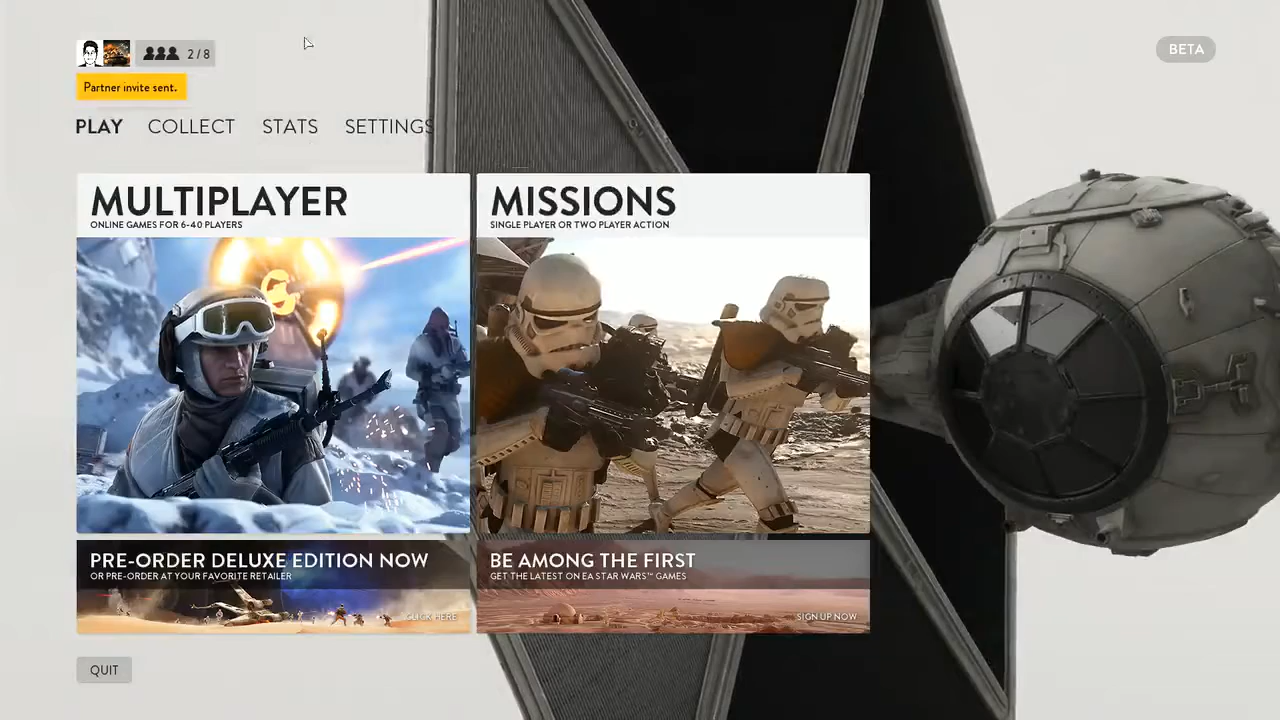 2 / 8
BETA
Partner invite sent.
PLAY COLLECT STATS SETTINGS
MULTIPLAYER
ONLINE GAMES FOR 6-40 PLAYERS
MISSIONS
SINGLE PLAYER OR TWO PLAYER ACTION
PRE-ORDER DELUXE EDITION NOW
OR PRE-ORDER AT YOUR FAVORITE RETAILER
CLICK HERE
BE AMONG THE FIRST
GET THE LATEST ON EA STAR WARS™ GAMES
SIGN UP NOW
QUIT